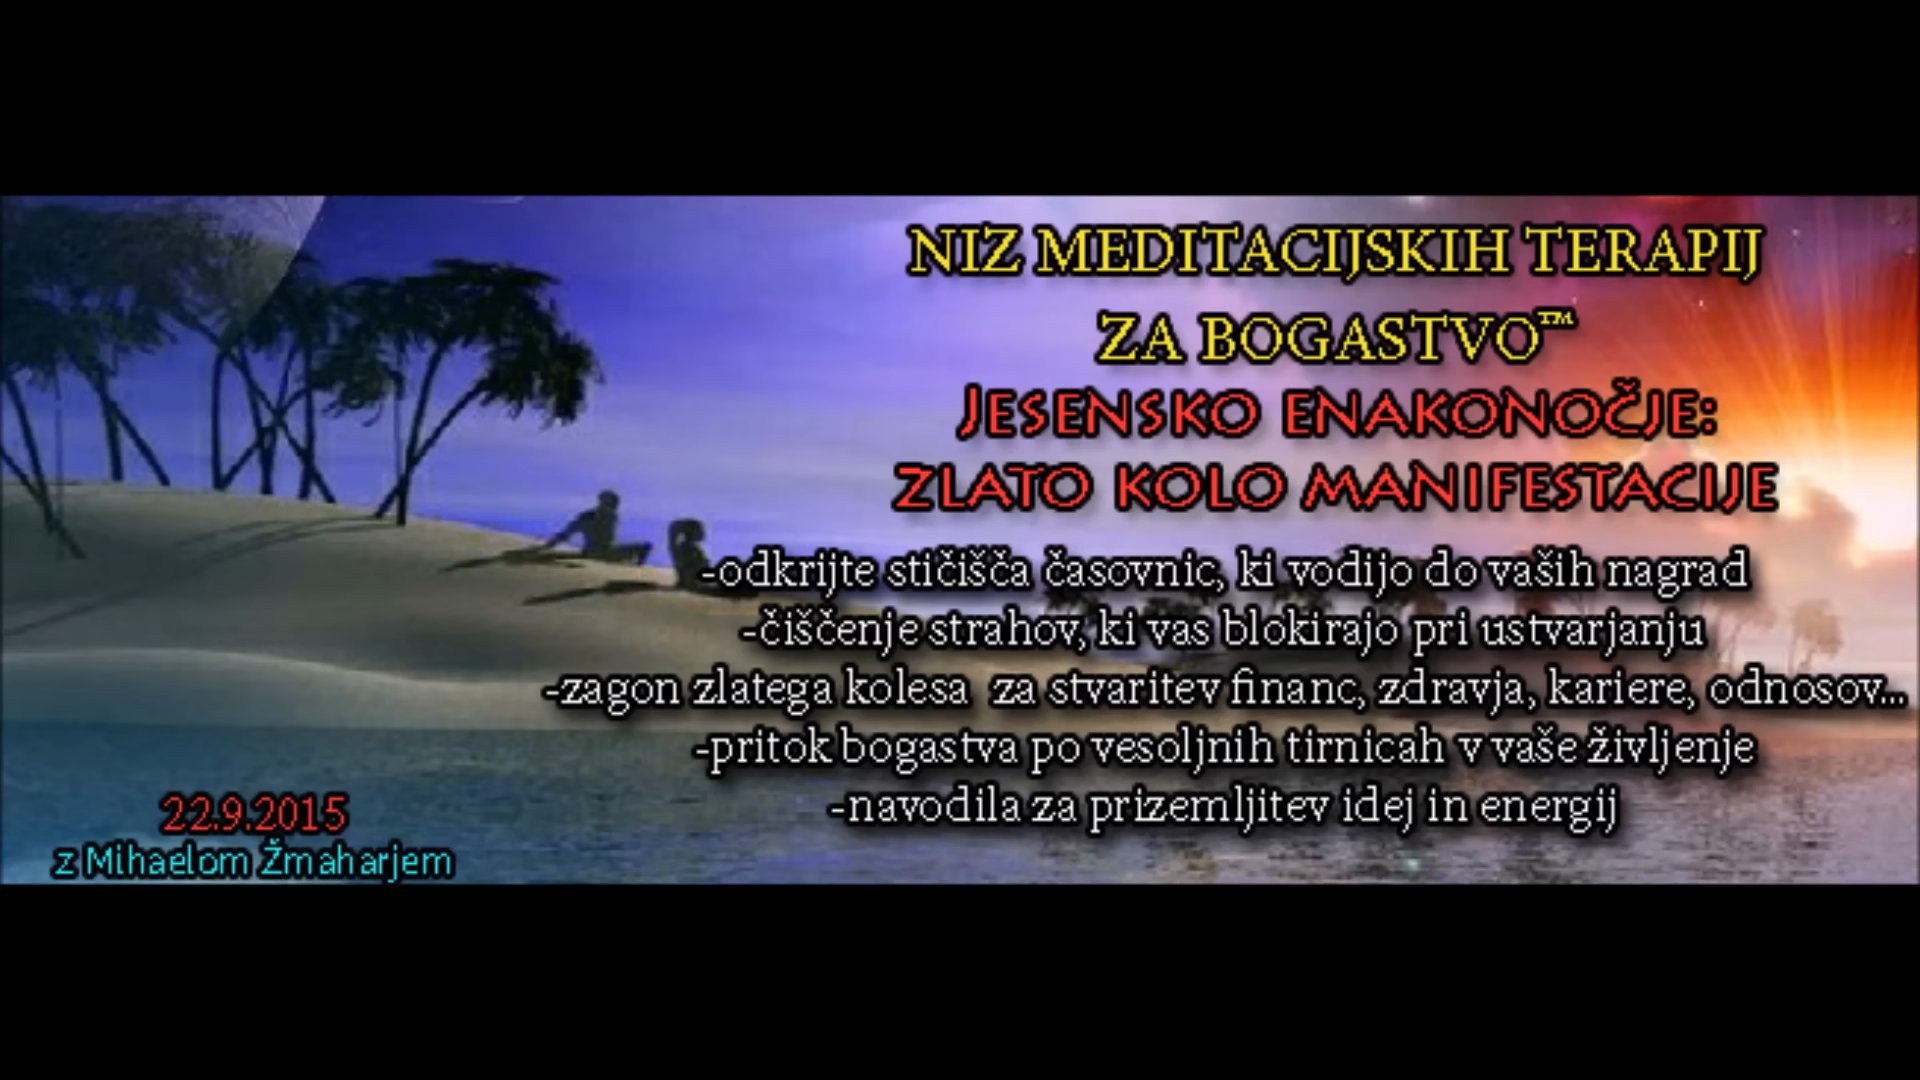 NIZ MEDITACIJSKIH TERAPIJ
ZA BOGASTVO™
JESENSKO ENAKONOČJE:
ZLATO KOLO MANIFESTACIJE
-odkrijte stičišča časovnic, ki vodijo do vaših nagrad
-čiščenje strahov, ki vas blokirajo pri ustvarjanju
-zagon zlatega kolesa za stvaritev financ, zdravja, kariere, odnosov...
-pritok bogastva po vesoljnih tirnicah v vaše življenje
-navodila za prizemljitev idej in energij
22.9.2015
z Mihaelom Žmaharjem